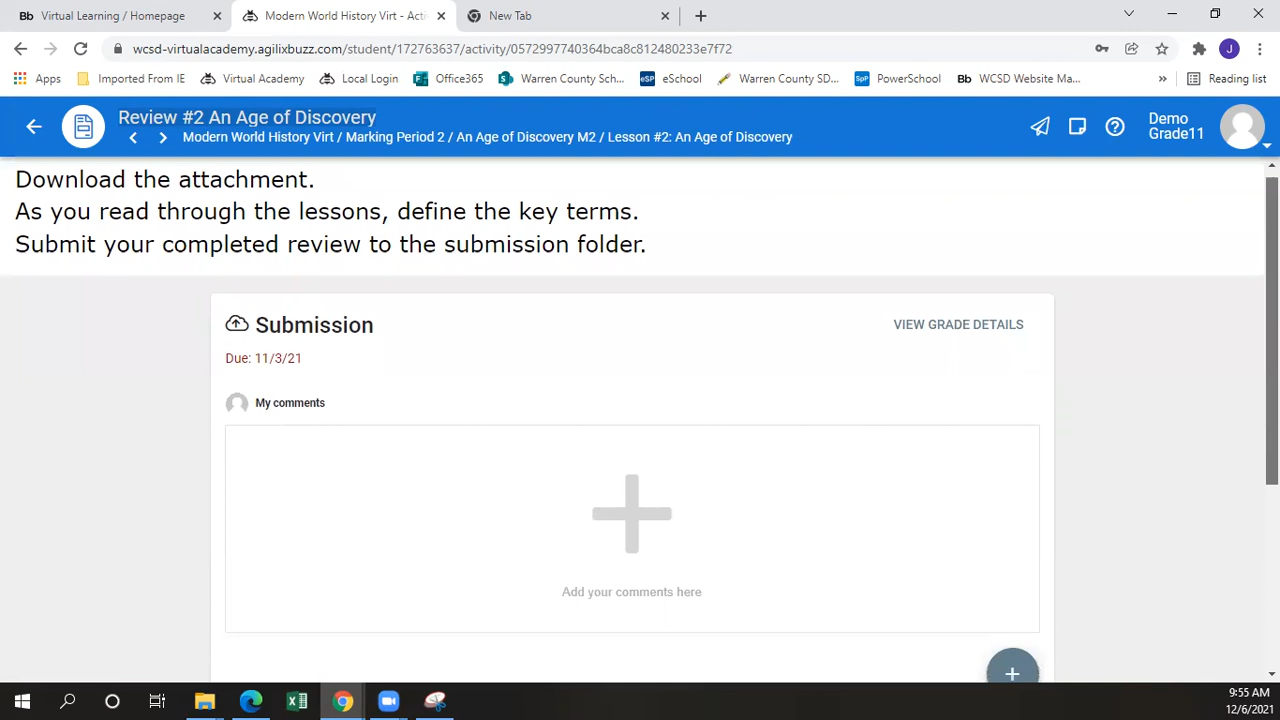 Bb Virtual Learning / Homepage
Modern World History Virt - Acti
New Tab
wcsd-virtualacademy.agilixbuzz.com/student/172763637/activity/0572997740364bca8c812480233e7f72
J
Apps
Imported From IE
Virtual Academy
Local Login
Office365
Warren County Sch...
eSP eSchool
Warren County SD...
SpP PowerSchool
Bb WCSD Website Ma...
»
Reading list
Review #2 An Age of Discovery
Modern World History Virt / Marking Period 2 / An Age of Discovery M2 / Lesson #2: An Age of Discovery
Demo
Grade11
Download the attachment.
As you read through the lessons, define the key terms.
Submit your completed review to the submission folder.
Submission
VIEW GRADE DETAILS
Due: 11/3/21
My comments
Add your comments here
9:55 AM
12/6/2021